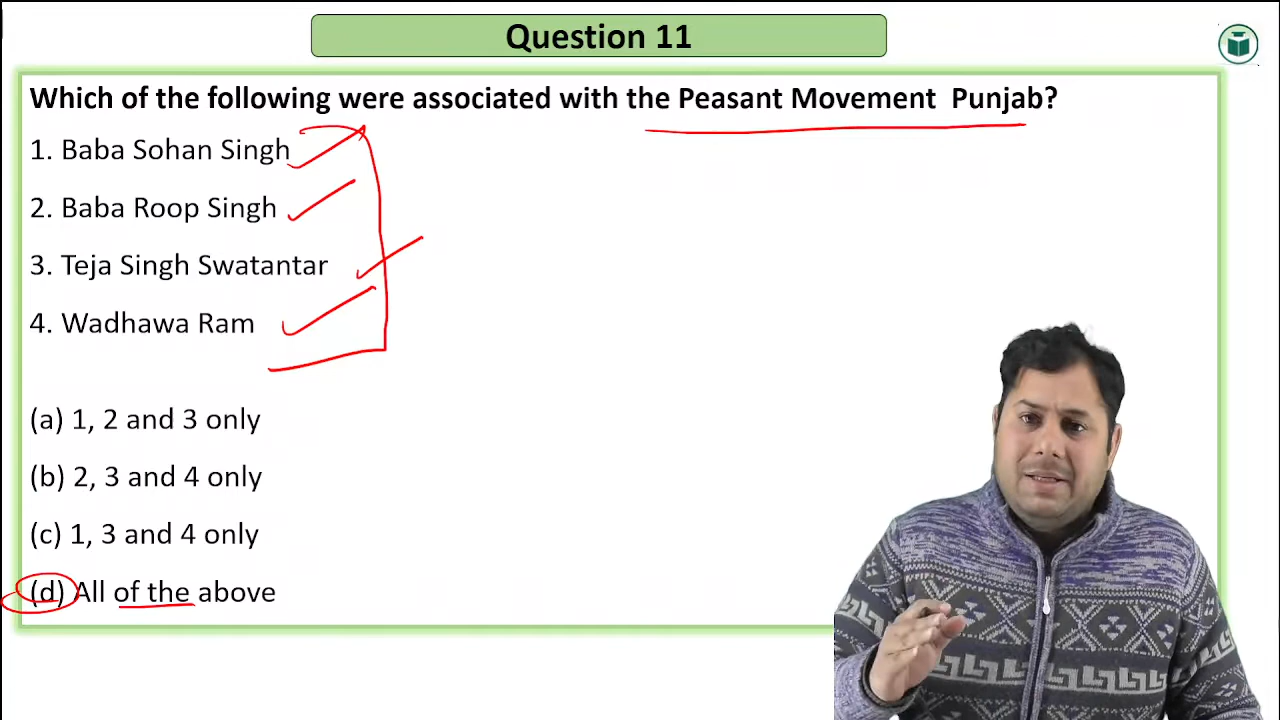 Question 11
Which of the following were associated with the Peasant Movement Punjab?
1. Baba Sohan Singh
2. Baba Roop Singh
3. Teja Singh Swatantar
4. Wadhawa Ram
(a) 1, 2 and 3 only
(b) 2, 3 and 4 only
(c) 1, 3 and 4 only
(d) All of the above